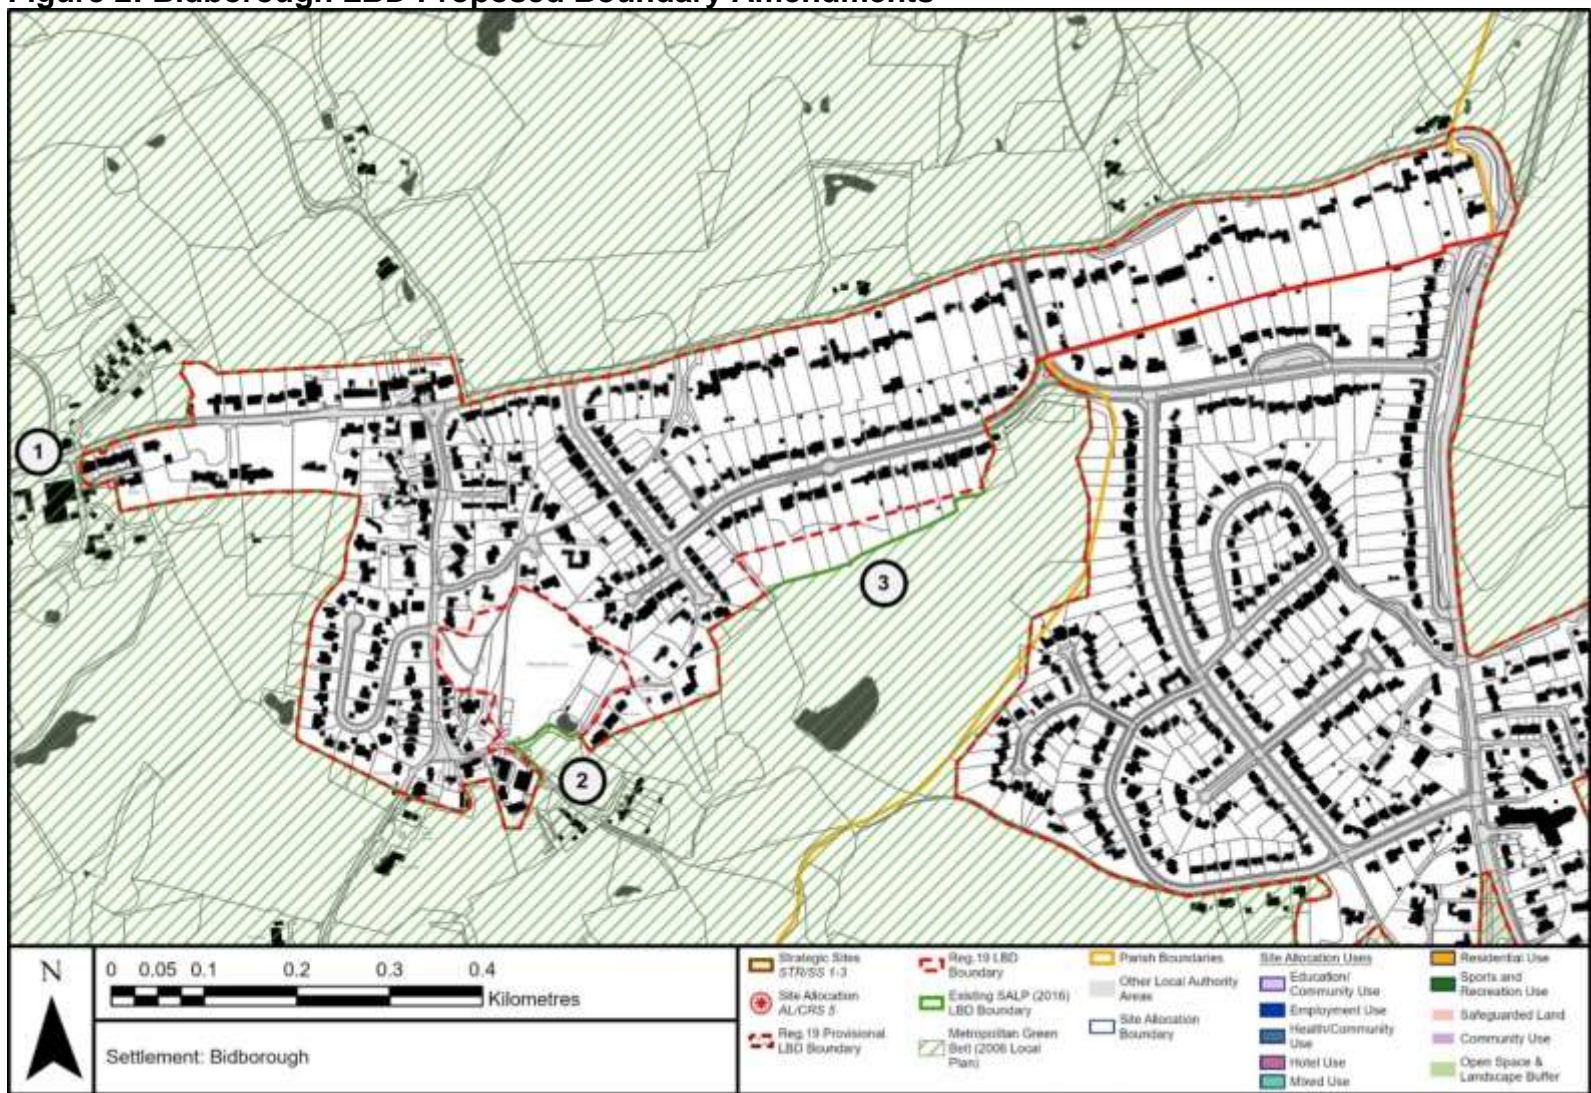 Figure 2: Bidborough LBD Proposed Boundary Amendments
1
2
3
N
0 0.05 0.1 0.2 0.3 0.4
Kilometres
Settlement: Bidborough
Strategic Sites
STR/SS 1-3
Site Allocation
AL/CRS 5
Reg.19 Provisional
LBD Boundary
Reg.19 LBD
Boundary
Existing SALP (2016)
LBD Boundary
Metropolitan Green
Belt (2006 Local
Plan)
Parish Boundaries
Other Local Authority
Areas
Site Allocation
Boundary
Site Allocation Uses
Education/
Community Use
Employment Use
Health/Community
Use
Hotel Use
Mixed Use
Residential Use
Sports and
Recreation Use
Safeguarded Land
Community Use
Open Space &
Landscape Buffer